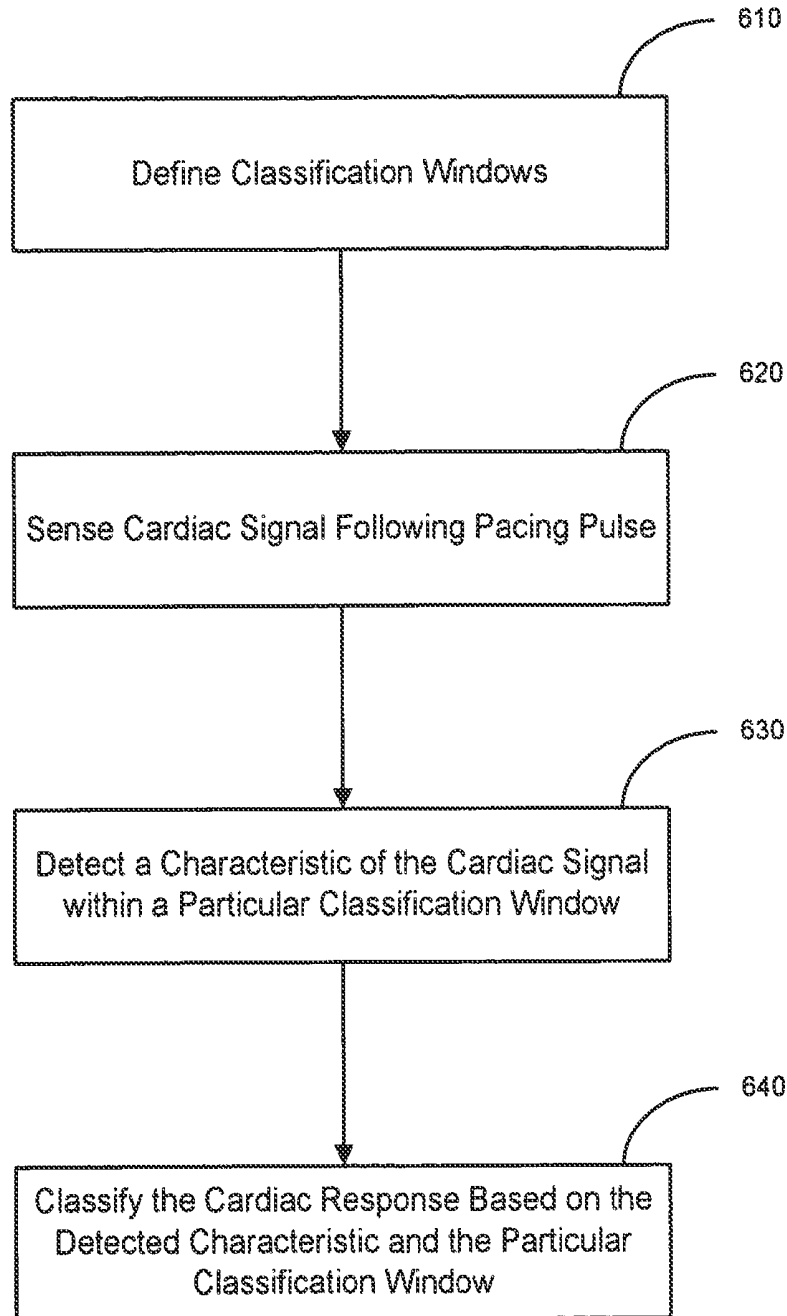 610
Define Classification Windows
620
Sense Cardiac Signal Following Pacing Pulse
630
Detect a Characteristic of the Cardiac Signal
within a Particular Classification Window
640
Classify the Cardiac Response Based on the
Detected Characteristic and the Particular
Classification Window